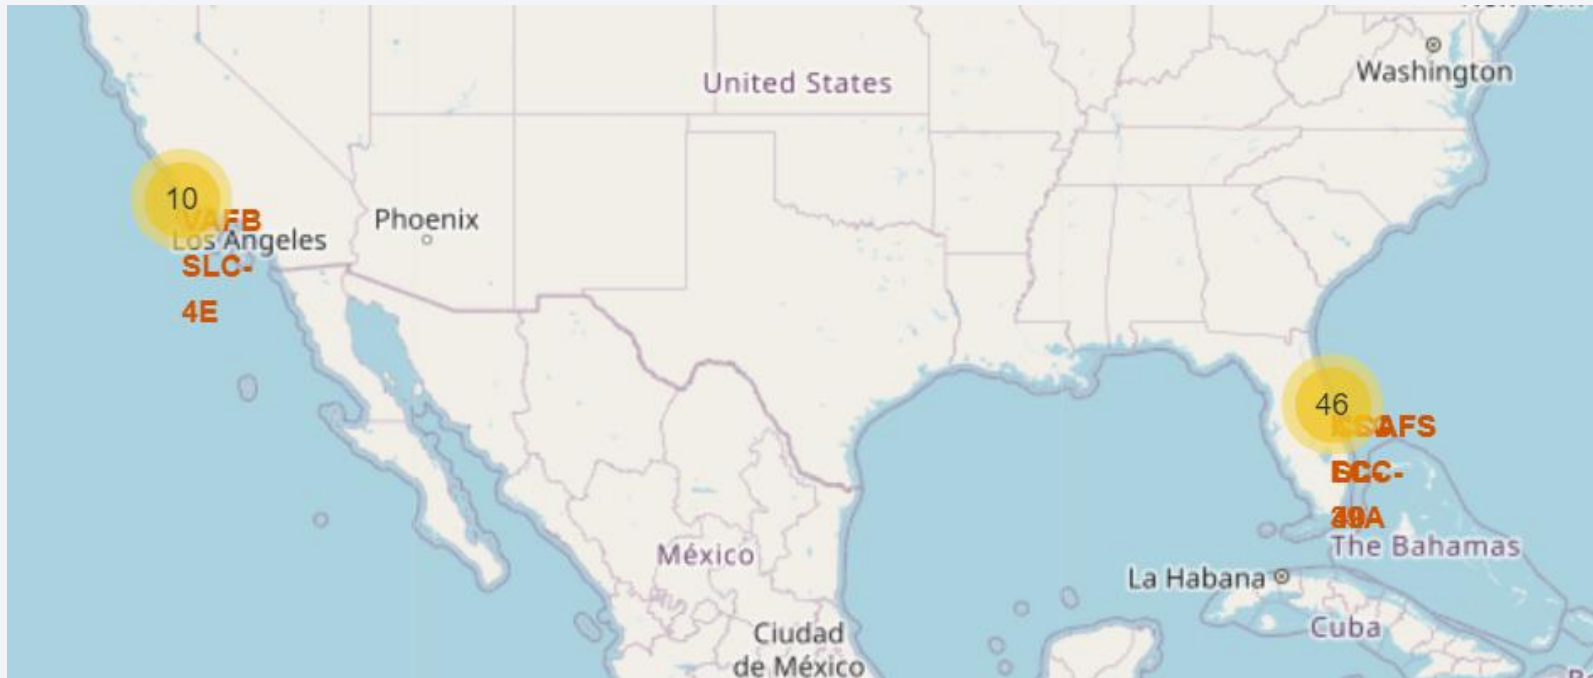 United States
Washington
10
VAFB
Los Angeles
SLC-
4E
Phoenix
46
México
The Bahamas
La Habana
Cuba
Ciudad
de México